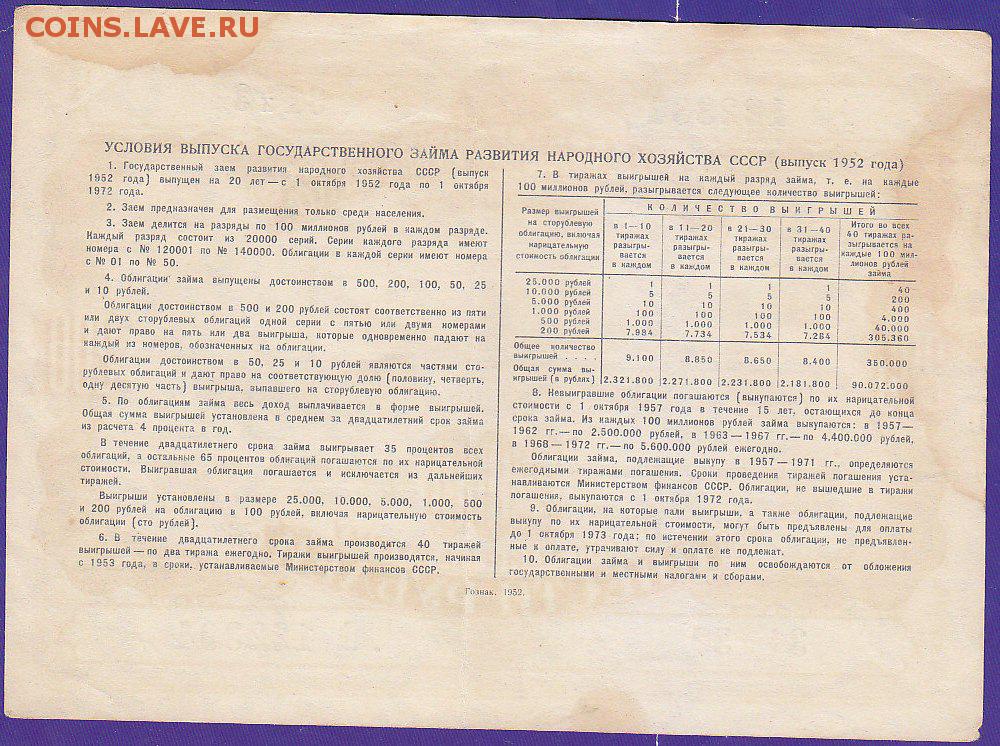 COINS.LAVE.RU
УСЛОВИЯ ВЫПУСКА ГОСУДАРСТВЕННОГО ЗАЙМА РАЗВИТИЯ НАРОДНОГО ХОЗЯЙСТВА СССР (выпуск 1952 года)
1. Государственный заем развития народного хозяйства СССР (выпуск
1952 года) выпущен на 20 лет — с 1 октября 1952 года по 1 октября
1972 года.
2. Заем предназначен для размещения только среди населения.
3. Заем делится на разряды по 100 миллионов рублей в каждом разряде.
Каждый разряд состоит из 20000 серий. Серии каждого разряда имеют
номера с № 120001 по № 140000. Облигации в каждой серии имеют номера
с № 01 по № 50.
4. Облигации займа выпущены достоинством в 500, 200, 100, 50, 25
и 10 рублей.
Облигации достоинством в 500 и 200 рублей состоят соответственно из пяти
или двух сторублевых облигаций одной серии с пятью или двумя номерами
и дают право на пять или два выигрыша, которые одновременно падают на
каждый из номеров, обозначенных на облигации.
Облигации достоинством в 50, 25 и 10 рублей являются частями сто-
рублевых облигаций и дают право на соответствующую долю (половину, четверть,
одну десятую часть) выигрыша, выпавшего на сторублевую облигацию.
5. По облигациям займа весь доход выплачивается в форме выигрышей.
Общая сумма выигрышей установлена в среднем за двадцатилетний срок займа
из расчета 4 процента в год.
В течение двадцатилетнего срока займа выигрывает 35 процентов всех
облигаций, а остальные 65 процентов облигаций погашаются по их нарицательной
стоимости. Выигравшая облигация погашается и исключается из дальнейших
тиражей.
Выигрыши установлены в размере 25.000, 10.000, 5.000, 1.000, 500
и 200 рублей на облигацию в 100 рублей, включая нарицательную стоимость
облигации (сто рублей).
6. В течение двадцатилетнего срока займа производится 40 тиражей
выигрышей — по два тиража ежегодно. Тиражи выигрышей производятся, начиная
с 1953 года, в сроки, устанавливаемые Министерством финансов СССР.
7. В тиражах выигрышей на каждый разряд займа, т. е. на каждые
100 миллионов рублей, разыгрывается следующее количество выигрышей:
Размер выигрышей на сторублевую облигацию, включая нарицательную стоимость облигации
КОЛИЧЕСТВО ВЫИГРЫШЕЙ
в 1—10 тиражах разыгры- вается в каждом
в 11—20 тиражах разыгры- вается в каждом
в 21—30 тиражах разыгры- вается в каждом
в 31—40 тиражах разыгры- вается в каждом
Итого во всех 40 тиражах ра- зыгрывается на каждые 100 мил- лионов рублей займа
25.000 рублей 1 1 1 1 40
10.000 рублей 5 5 5 5 200
5.000 рублей 10 10 10 10 400
1.000 рублей 100 100 100 100 4.000
500 рублей 1.000 1.000 1.000 1.000 40.000
200 рублей 7.984 7.734 7.534 7.284 305.360
Общее количество
выигрышей . . . . 9.100 8.850 8.650 8.400 350.000
Общая сумма вы-
игрышей (в рублях) 2.321.800 2.271.800 2.231.800 2.181.800 90.072.000
8. Невыигравшие облигации погашаются (выкупаются) по их нарицательной
стоимости с 1 октября 1957 года в течение 15 лет, остающихся до конца
срока займа. Из каждых 100 миллионов рублей займа выкупаются: в 1957—
1962 гг.— по 2.500.000 рублей, в 1963—1967 гг.— по 4.400.000 рублей,
в 1968—1972 гг.— по 5.600.000 рублей ежегодно.
Облигации займа, подлежащие выкупу в 1957—1971 гг., определяются
ежегодными тиражами погашения. Сроки проведения тиражей погашения уста-
навливаются Министерством финансов СССР. Облигации, не вышедшие в тиражи
погашения, выкупаются с 1 октября 1972 года.
9. Облигации, на которые пали выигрыши, а также облигации, подлежащие
выкупу по их нарицательной стоимости, могут быть предъявлены для оплаты
до 1 октября 1973 года; по истечении этого срока облигации, не предъявлен-
ные к оплате, утрачивают силу и оплате не подлежат.
10. Облигации займа и выигрыши по ним освобождаются от обложения
государственными и местными налогами и сборами.
Гознак. 1952.